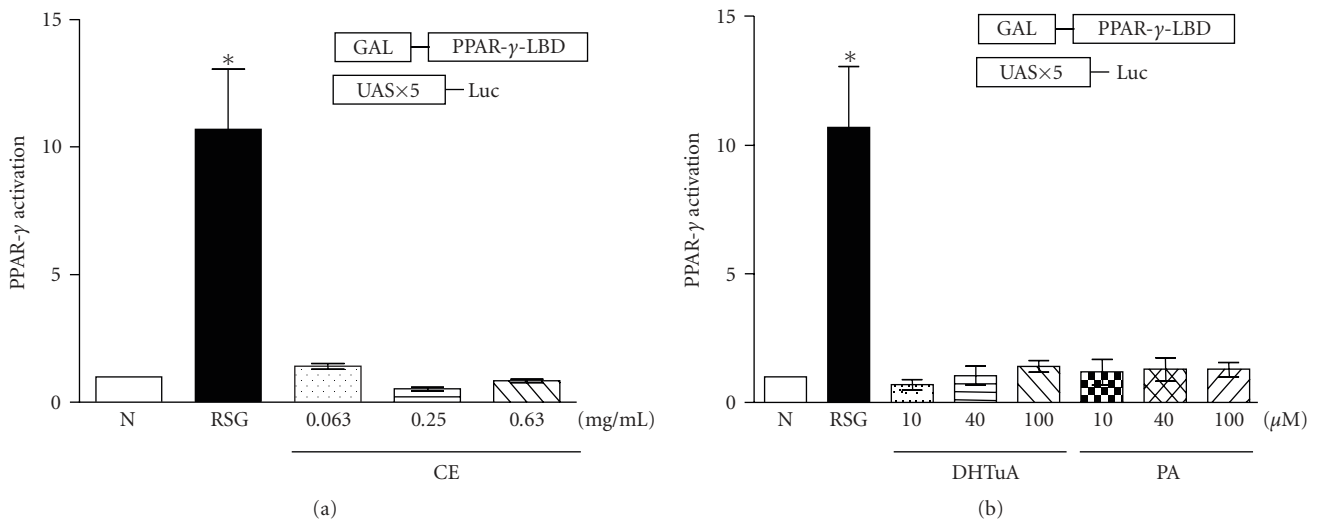 15
10
5
0
PPAR-γ activation
*
GAL PPAR-γ-LBD
UAS×5 Luc
N RSG 0.063 0.25 0.63 (mg/mL)
CE
(a)
15
10
5
0
PPAR-γ activation
*
GAL PPAR-γ-LBD
UAS×5 Luc
N RSG 10 40 100 10 40 100 (μM)
DHTuA PA
(b)